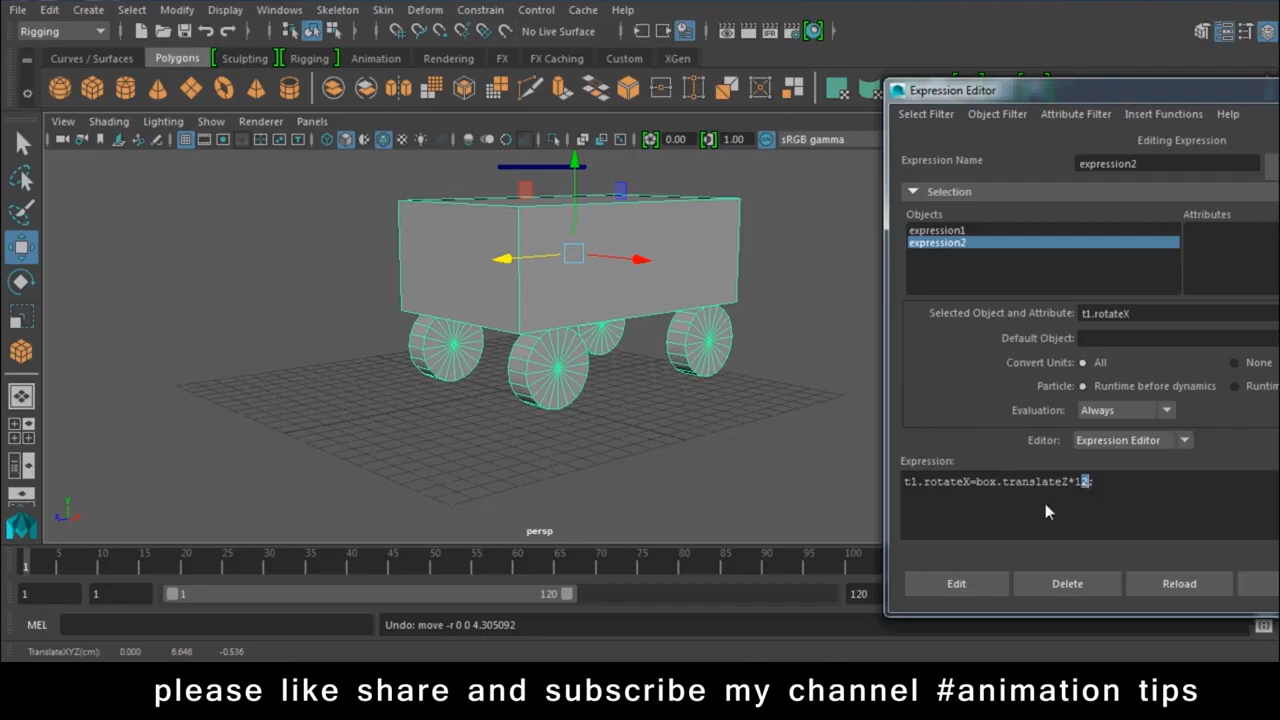 File Edit Create Select Modify Display Windows Skeleton Skin Deform Constrain Control Cache Help
Rigging No Live Surface
Curves / Surfaces Polygons Sculpting Rigging Animation Rendering FX FX Caching Custom XGen
View Shading Lighting Show Renderer Panels
0.00 1.00 sRGB gamma
Expression Editor
Select Filter Object Filter Attribute Filter Insert Functions Help
Editing Expression
Expression Name expression2
Selection
Objects Attributes
expression1
expression2
Selected Object and Attribute: t1.rotateX
Default Object:
Convert Units: All None
Particle: Runtime before dynamics Runtim
Evaluation: Always
Editor: Expression Editor
Expression:
t1.rotateX=box.translateZ*12;
Edit Delete Reload
y
z x
persp
5 10 15 20 25 30 35 40 45 50 55 60 65 70 75 80 85 90 95 100
1
1 1 1 120 120
MEL Undo: move -r 0 0 4.305092
TranslateXYZ(cm): 0.000 6.646 -0.536
please like share and subscribe my channel #animation tips